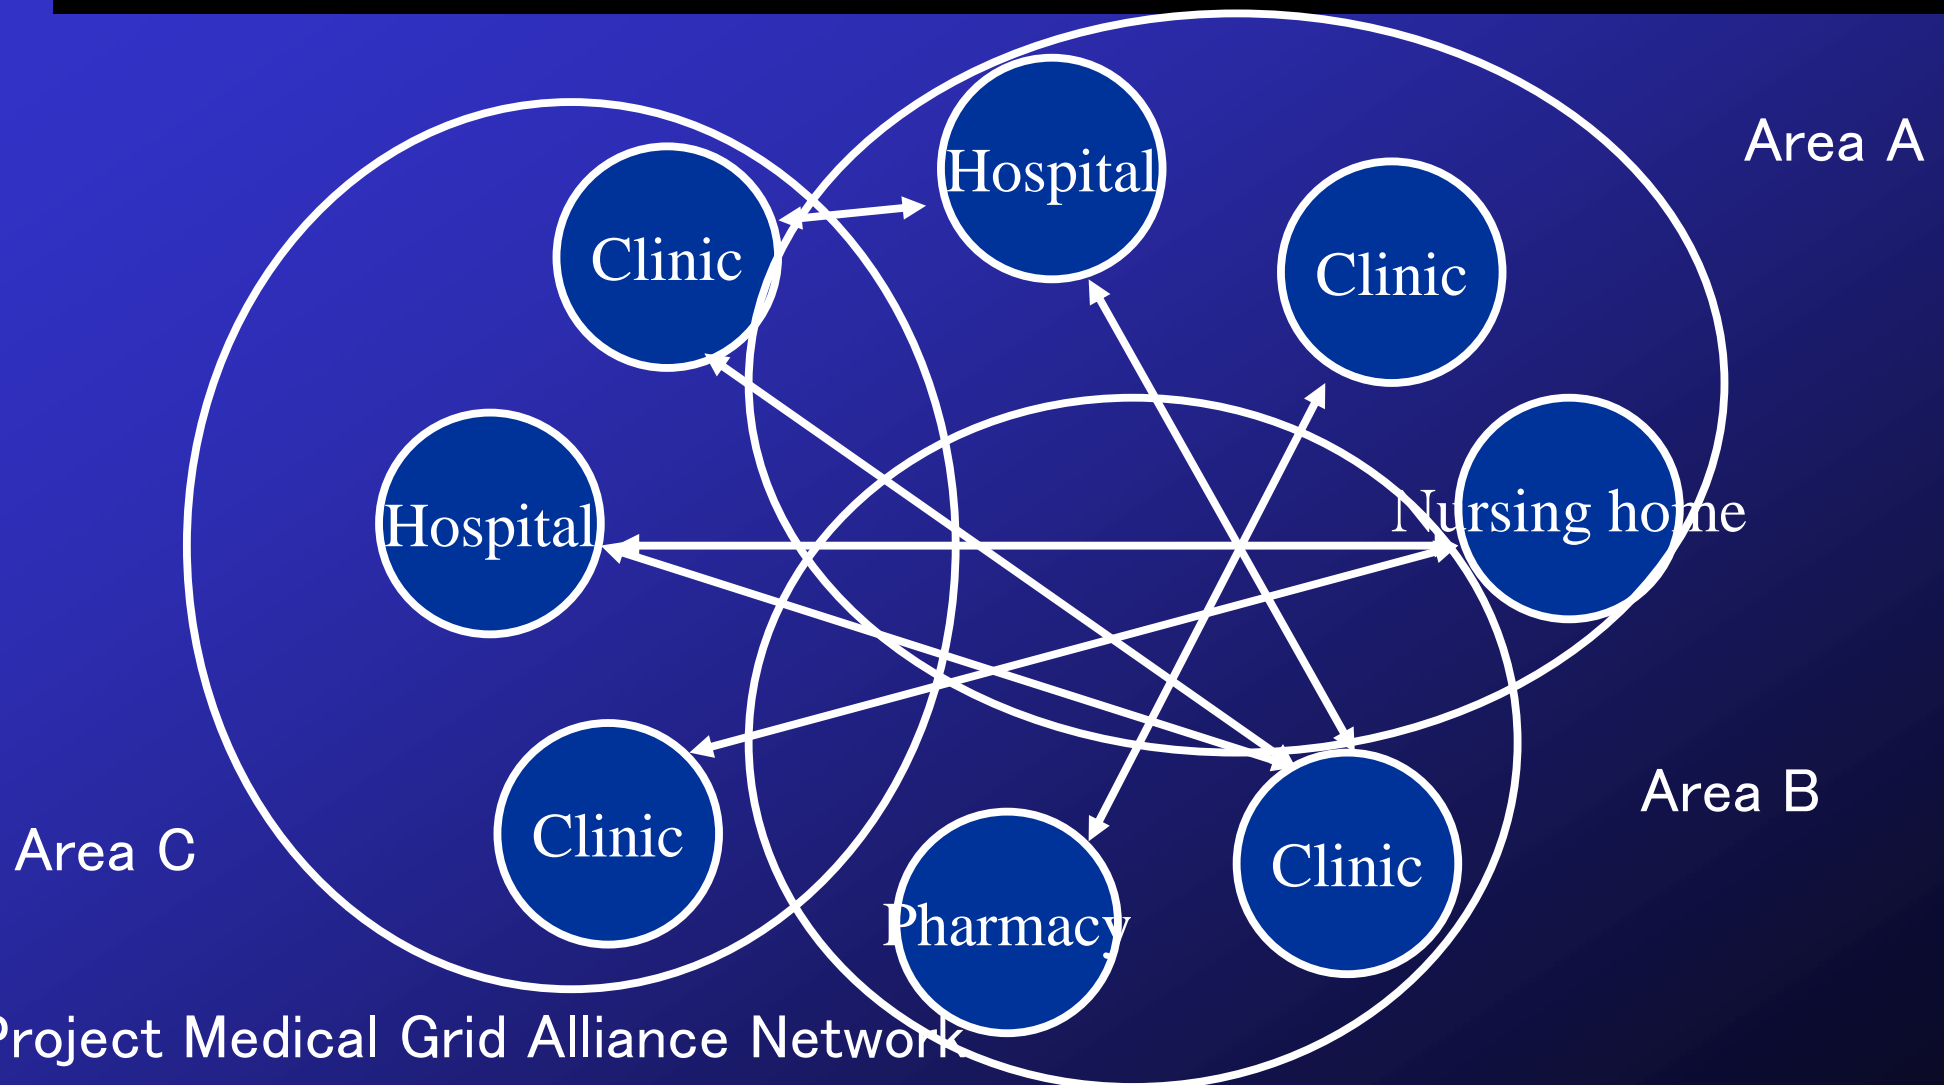 Area A
Hospital
Clinic
Clinic
Nursing home
Hospital
Area B
Clinic
Area C
Clinic
Pharmacy
Project Medical Grid Alliance Network